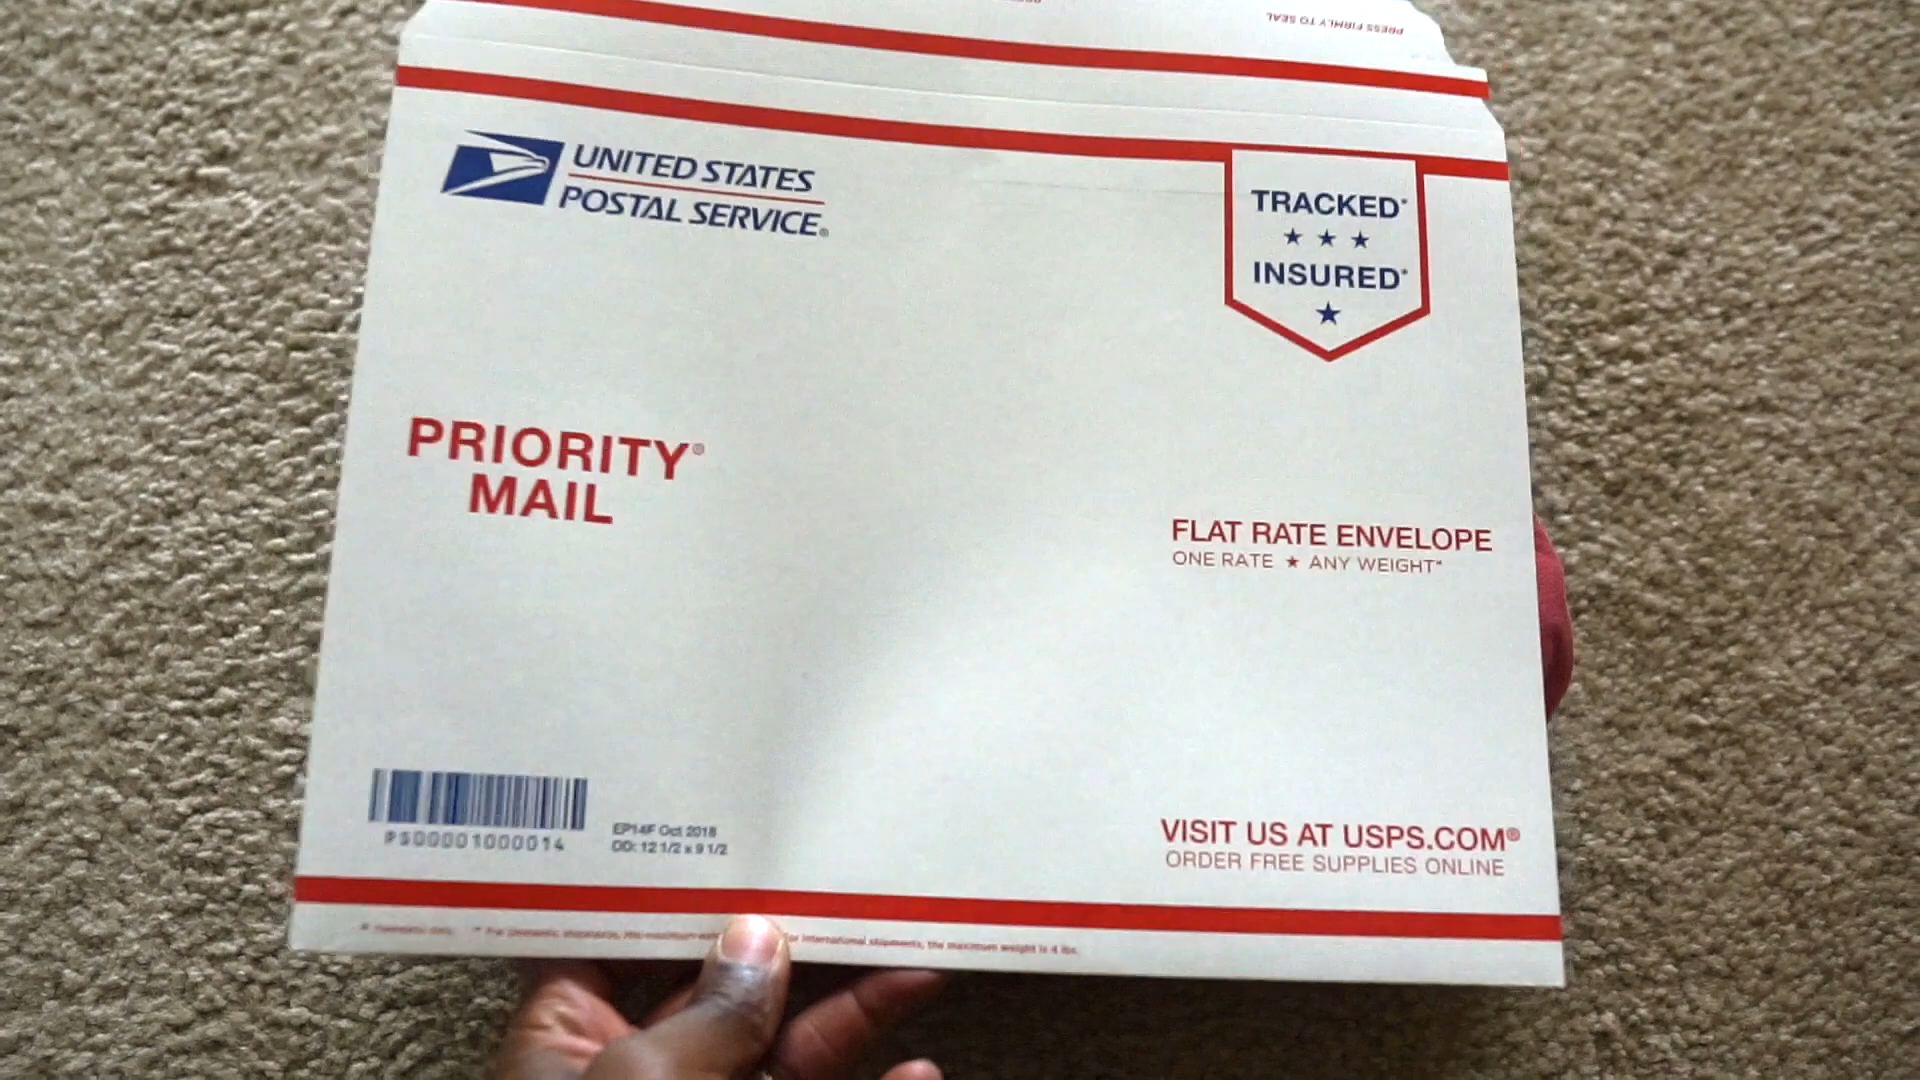 PRESS FIRMLY TO SEAL
UNITED STATES
POSTAL SERVICE®
TRACKED*
★ ★ ★
INSURED*
★
PRIORITY®
MAIL
FLAT RATE ENVELOPE
ONE RATE ★ ANY WEIGHT*
PS00001000014
EP14F Oct 2018
OD: 12 1/2 x 9 1/2
VISIT US AT USPS.COM®
ORDER FREE SUPPLIES ONLINE
for international shipments, the maximum weight is 4 lbs.